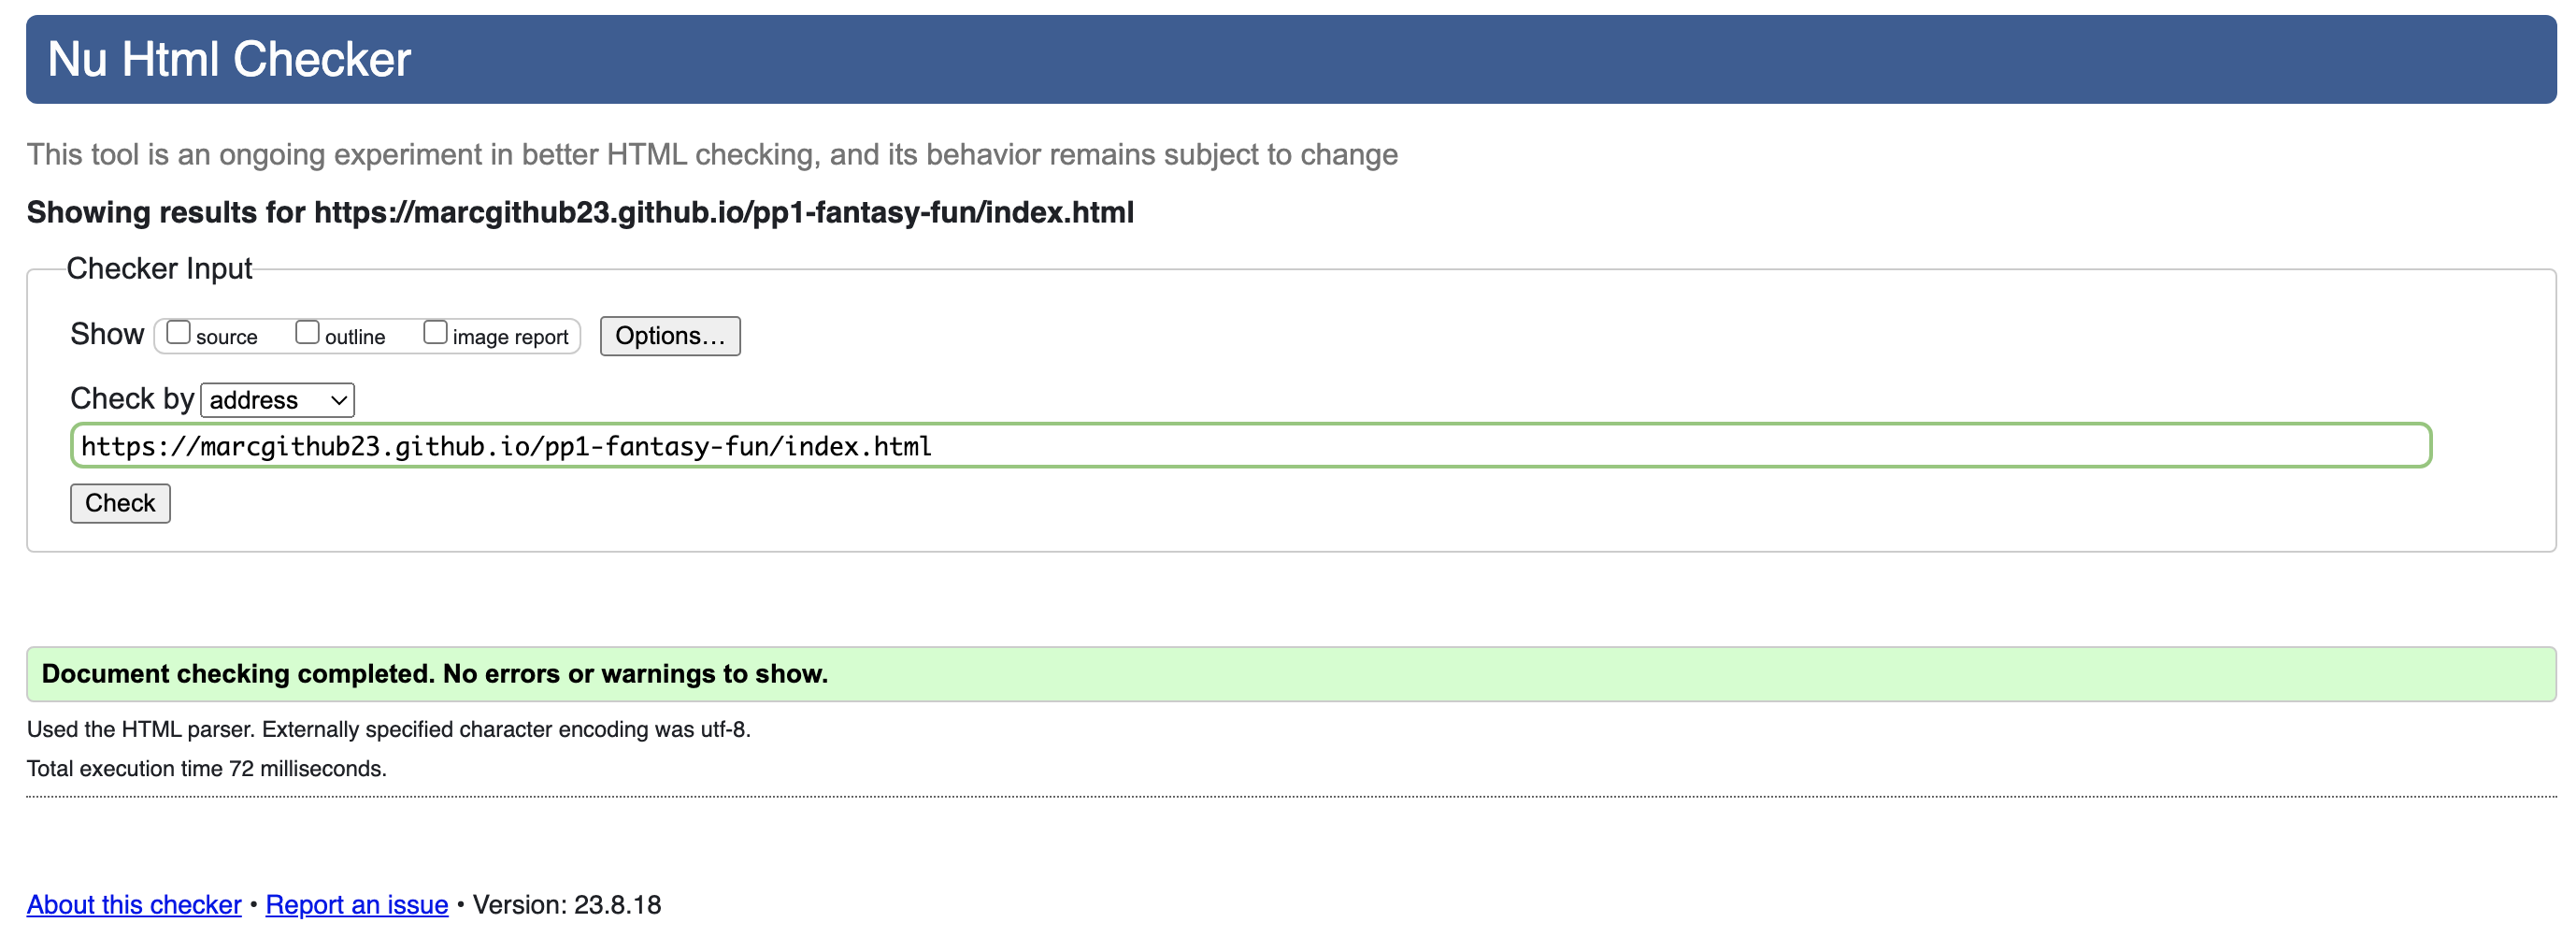 Nu Html Checker
This tool is an ongoing experiment in better HTML checking, and its behavior remains subject to change
Showing results for https://marcgithub23.github.io/pp1-fantasy-fun/index.html
Checker Input
Show source outline image report Options...
Check by address
https://marcgithub23.github.io/pp1-fantasy-fun/index.html
Check
Document checking completed. No errors or warnings to show.
Used the HTML parser. Externally specified character encoding was utf-8.
Total execution time 72 milliseconds.
About this checker • Report an issue • Version: 23.8.18